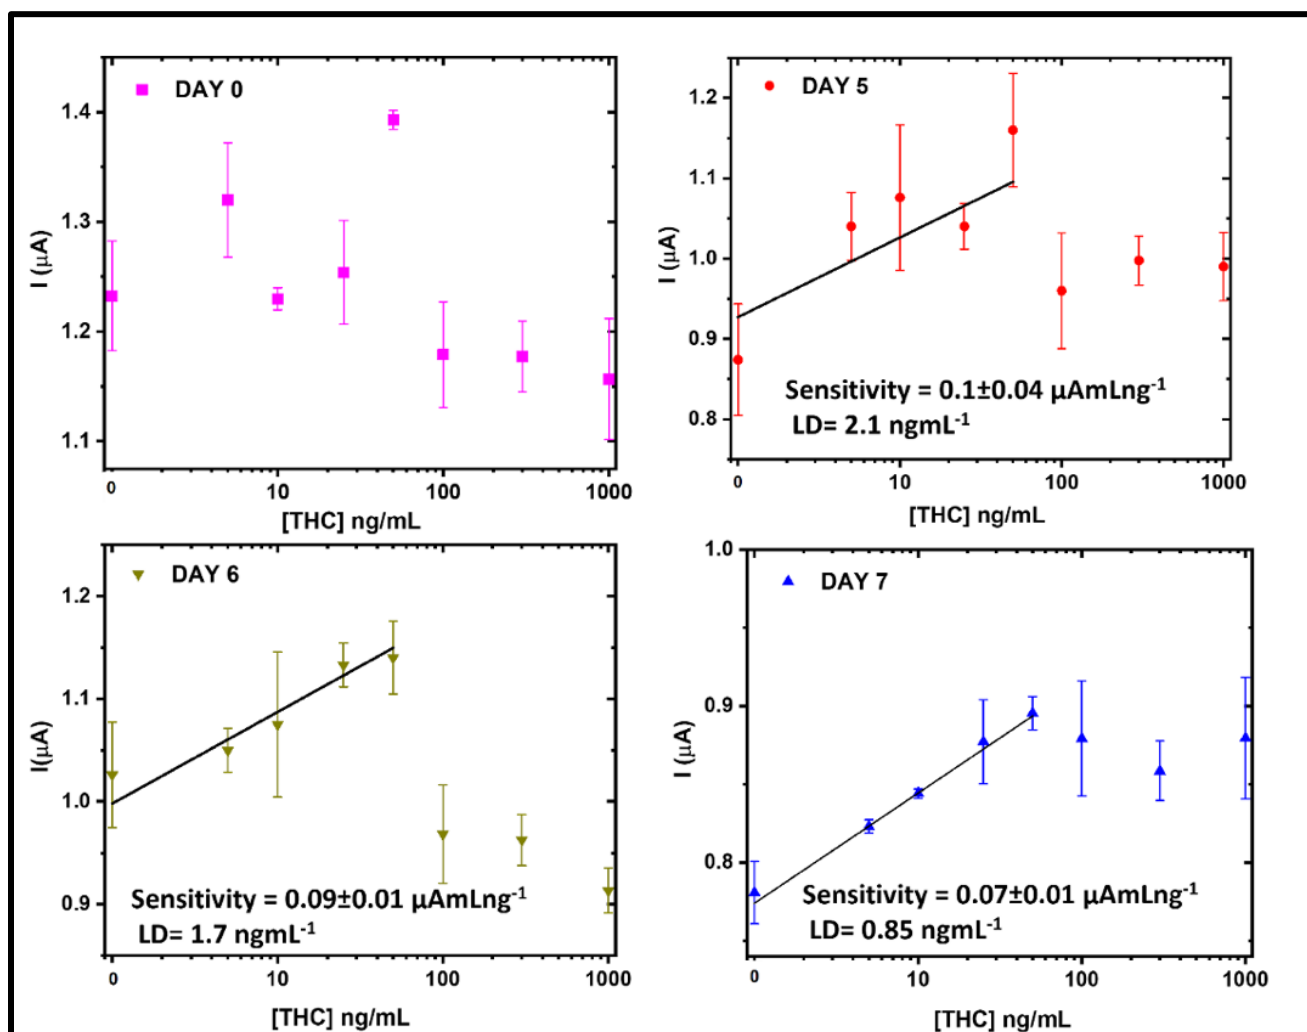 DAY 0
1.4
1.3
1.2
1.1
I (µA)
0
10
100
1000
[THC] ng/mL
DAY 5
1.2
1.1
1.0
0.9
0.8
I (µA)
Sensitivity = 0.1±0.04 µAmLng⁻¹
LD= 2.1 ngmL⁻¹
0
10
100
1000
[THC] ng/mL
DAY 6
1.2
1.1
1.0
0.9
I(µA)
Sensitivity = 0.09±0.01 µAmLng⁻¹
LD= 1.7 ngmL⁻¹
0
10
100
1000
[THC] ng/mL
DAY 7
1.0
0.9
0.8
I (µA)
Sensitivity = 0.07±0.01 µAmLng⁻¹
LD= 0.85 ngmL⁻¹
0
10
100
1000
[THC] ng/mL